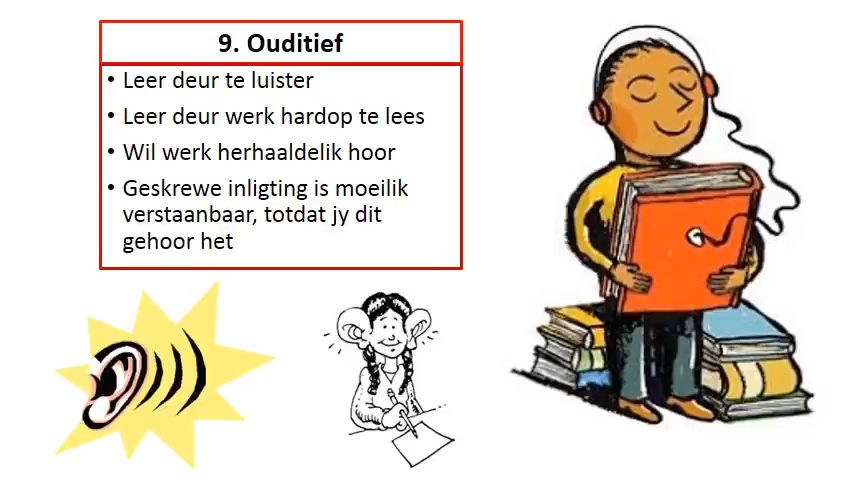 9. Ouditief
• Leer deur te luister
• Leer deur werk hardop te lees
• Wil werk herhaaldelik hoor
• Geskrewe inligting is moeilik
verstaanbaar, totdat jy dit
gehoor het